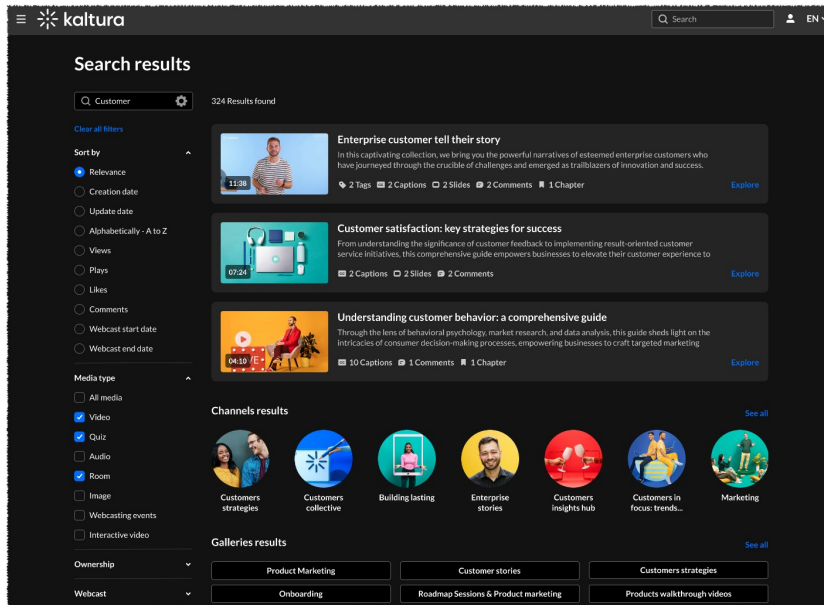 kaltura
Search
EN
Search results
Customer
324 Results found
Clear all filters
Sort by
Relevance
Creation date
Update date
Alphabetically - A to Z
Views
Plays
Likes
Comments
Webcast start date
Webcast end date
Media type
All media
Video
Quiz
Audio
Room
Image
Webcasting events
Interactive video
Ownership
Webcast
11:38
Enterprise customer tell their story
In this captivating collection, we bring you the powerful narratives of esteemed enterprise customers who
have journeyed through the crucible of challenges and emerged as trailblazers of innovation and success.
2 Tags 2 Captions 2 Slides 2 Comments 1 Chapter
Explore
07:24
Customer satisfaction: key strategies for success
From understanding the significance of customer feedback to implementing result-oriented customer
service initiatives, this comprehensive guide empowers businesses to elevate their customer experience to
2 Captions 2 Slides 2 Comments
Explore
04:10
Understanding customer behavior: a comprehensive guide
Through the lens of behavioral psychology, market research, and data analysis, this guide sheds light on the
intricacies of consumer decision-making processes, empowering businesses to craft targeted marketing
10 Captions 1 Comments 1 Chapter
Explore
Channels results
See all
Customers
strategies
Customers
collective
Building lasting
Enterprise
stories
Customers
insights hub
Customers in
focus: trends...
Marketing
Galleries results
See all
Product Marketing
Customer stories
Customers strategies
Onboarding
Roadmap Sessions & Product marketing
Products walkthrough videos